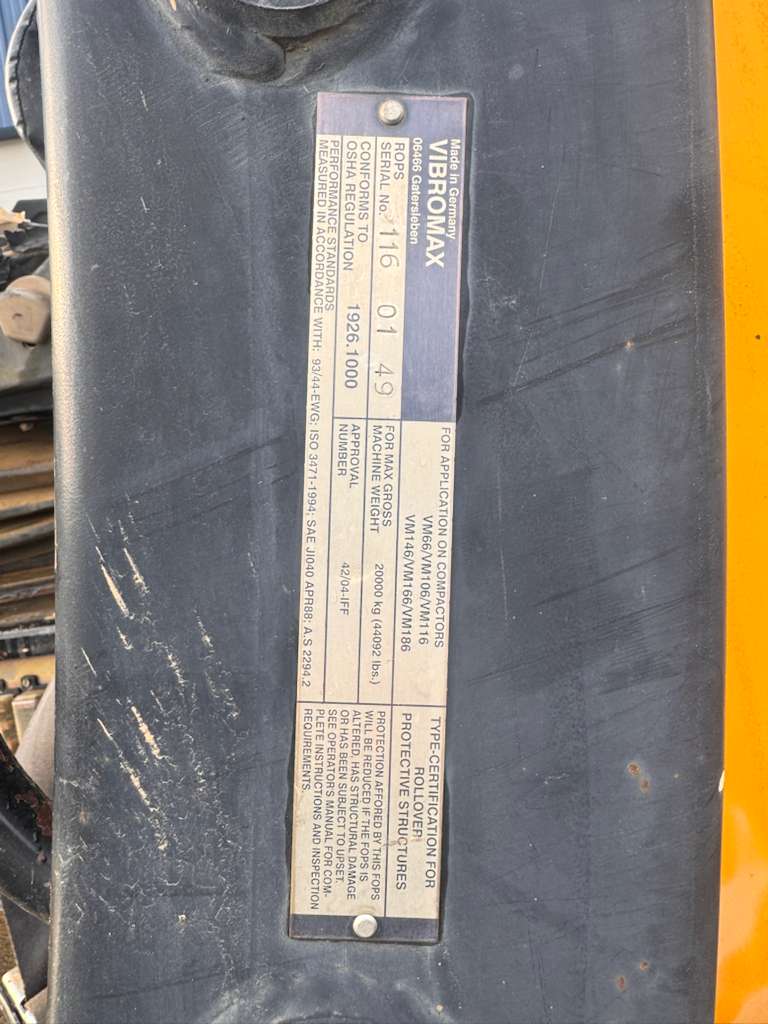 Made in Germany
VIBROMAX
06466 Gatersleben
ROPS
SERIAL No. 116 01 49
CONFORMS TO
OSHA REGULATION 1926.1000
PERFORMANCE STANDARDS
MEASURED IN ACCORDANCE WITH: 93/44-EWG; ISO 3471-1994; SAE JI040 APR88; A.S 2294.2
FOR APPLICATION ON COMPACTORS
VM66/VM106/VM116
VM146/VM166/VM186
FOR MAX GROSS
MACHINE WEIGHT 20000 kg (44092 lbs.)
APPROVAL
NUMBER 42/04-IFF
TYPE-CERTIFICATION FOR
ROLLOVER
PROTECTIVE STRUCTURES
PROTECTION AFFORED BY THIS FOPS
WILL BE REDUCED IF THE FOPS IS
ALTERED, HAS STRUCTURAL DAMAGE
OR HAS BEEN SUBJECT TO UPSET.
SEE OPERATOR'S MANUAL FOR COM-
PLETE INSTRUCTIONS AND INSPECTION
REQUIREMENTS.